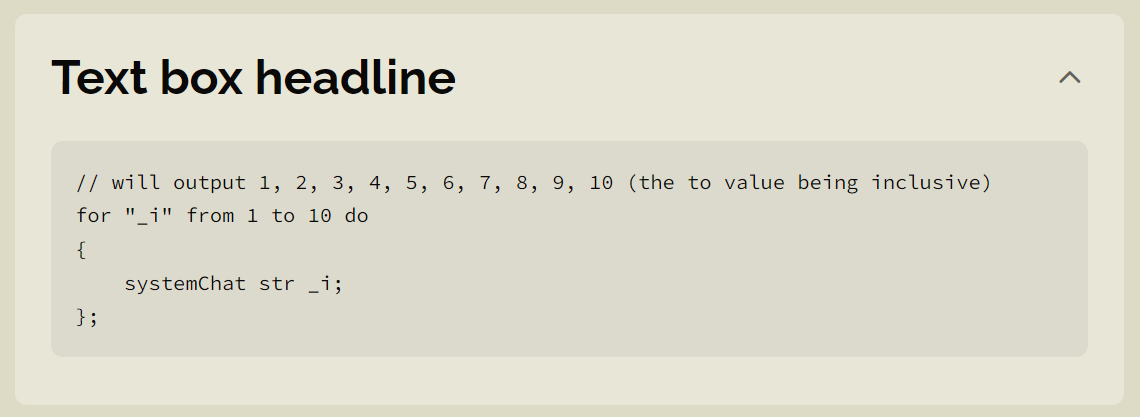 Text box headline
// will output 1, 2, 3, 4, 5, 6, 7, 8, 9, 10 (the to value being inclusive)
for "_i" from 1 to 10 do
{
    systemChat str _i;
};